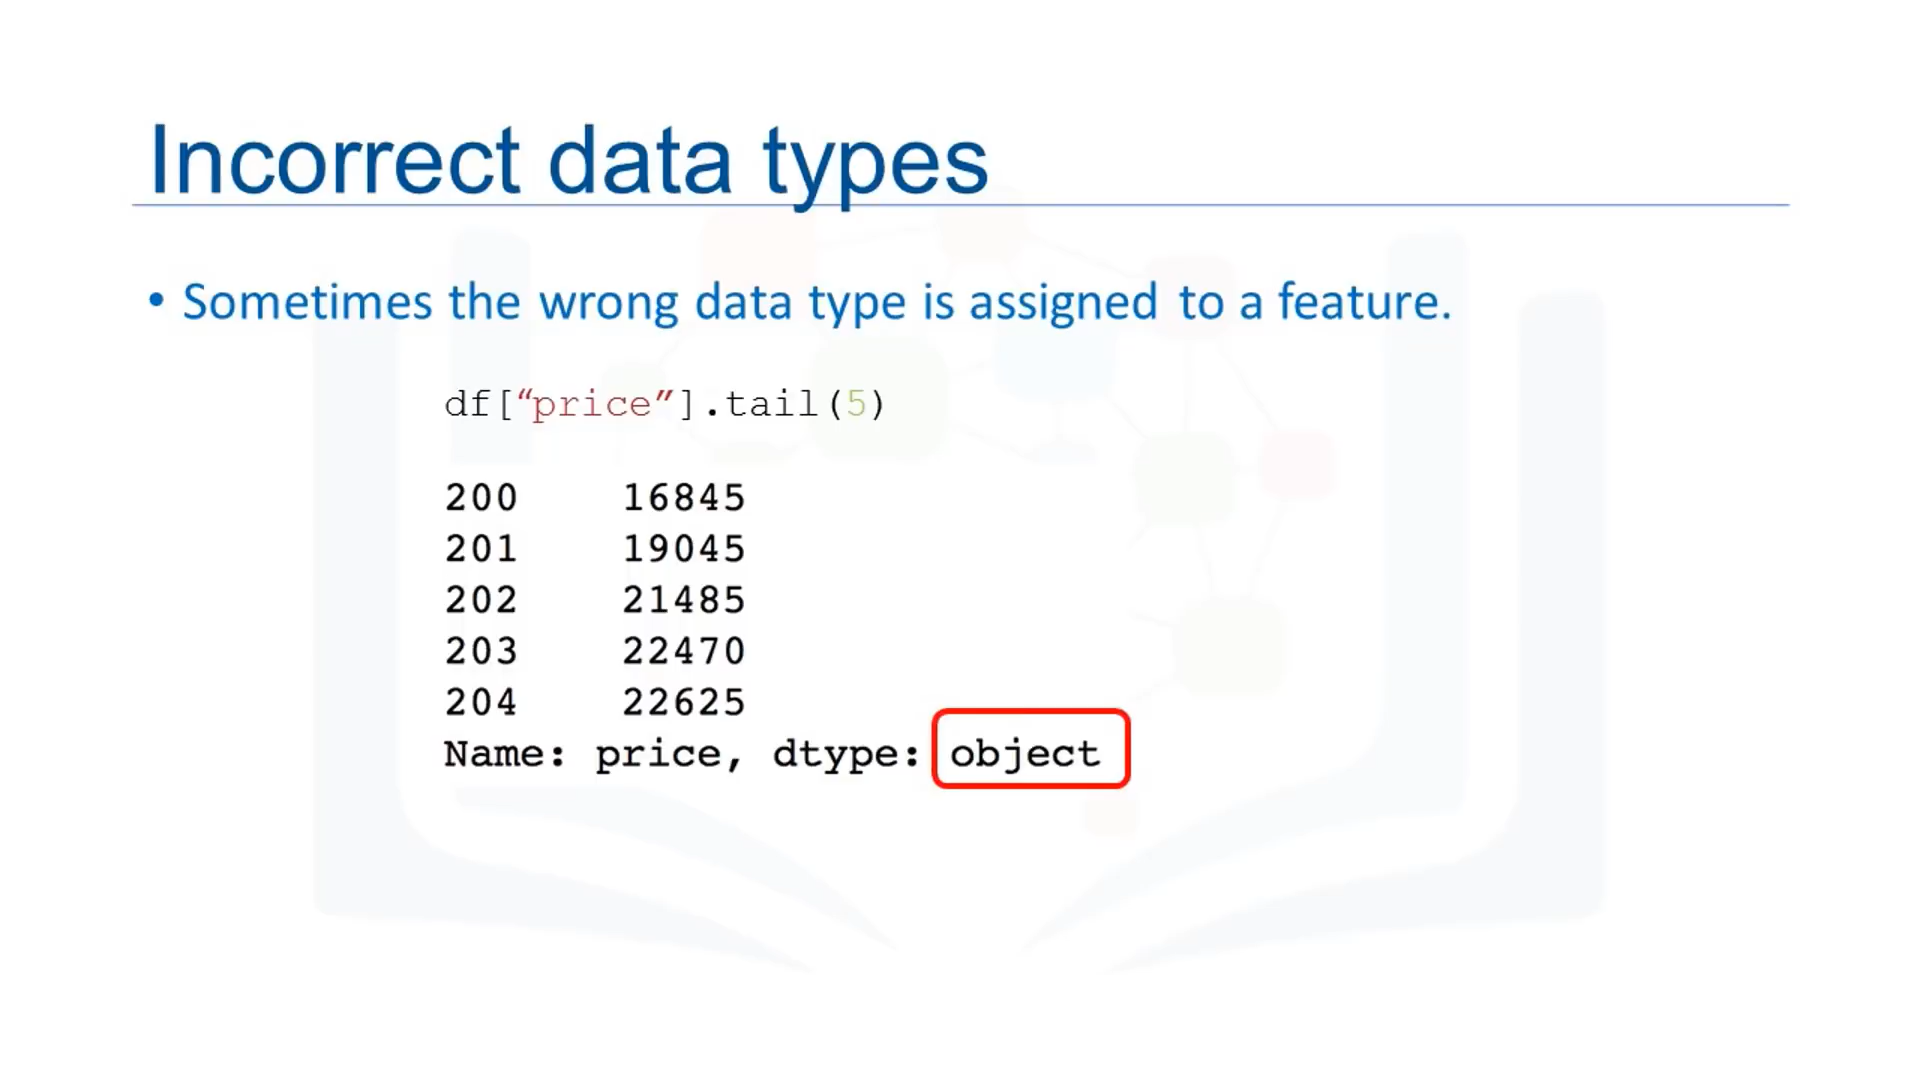 Incorrect data types
• Sometimes the wrong data type is assigned to a feature.
df[“price”].tail(5)
200 16845
201 19045
202 21485
203 22470
204 22625
Name: price, dtype: object